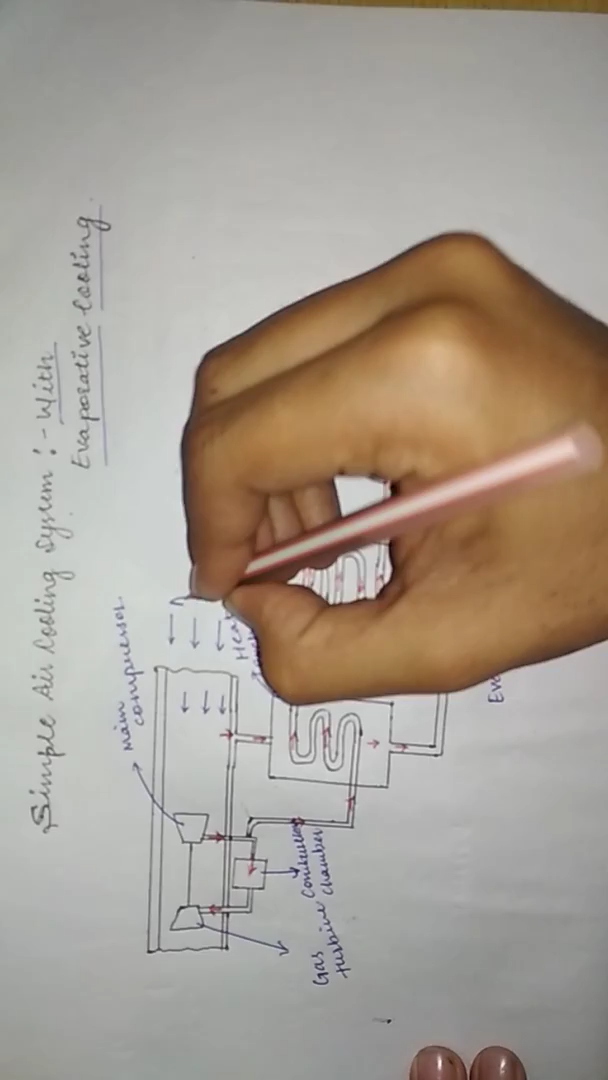 Simple Air Cooling System :- With
Evaporative Cooling.
Main
compressor.
Gas
turbine
Combustion
chamber